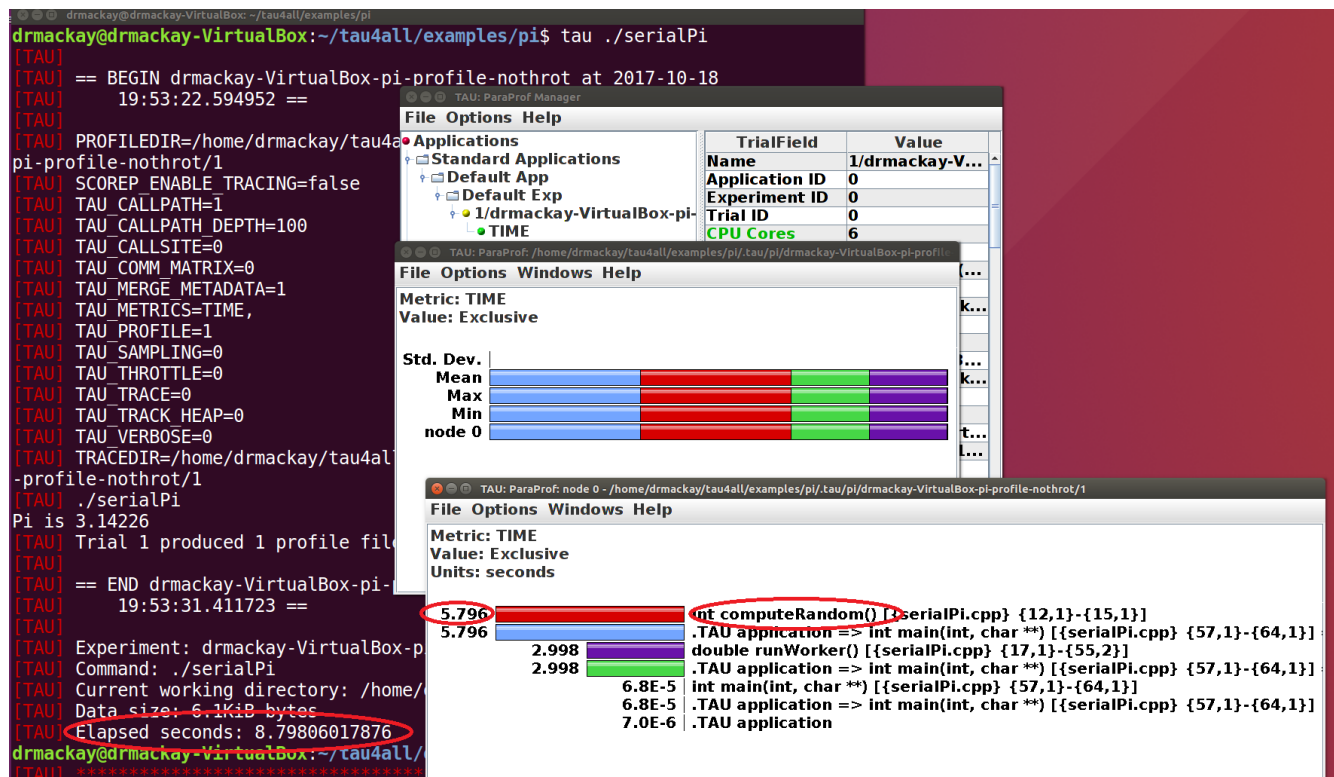 drmackay@drmackay-VirtualBox: ~/tau4all/examples/pi
drmackay@drmackay-VirtualBox:~/tau4all/examples/pi$ tau ./serialPi
[TAU]
[TAU] == BEGIN drmackay-VirtualBox-pi-profile-nothrot at 2017-10-18
[TAU] 19:53:22.594952 ==
[TAU]
[TAU] PROFILEDIR=/home/drmackay/tau4a
pi-profile-nothrot/1
[TAU] SCOREP_ENABLE_TRACING=false
[TAU] TAU_CALLPATH=1
[TAU] TAU_CALLPATH_DEPTH=100
[TAU] TAU_CALLSITE=0
[TAU] TAU_COMM_MATRIX=0
[TAU] TAU_MERGE_METADATA=1
[TAU] TAU_METRICS=TIME,
[TAU] TAU_PROFILE=1
[TAU] TAU_SAMPLING=0
[TAU] TAU_THROTTLE=0
[TAU] TAU_TRACE=0
[TAU] TAU_TRACK_HEAP=0
[TAU] TAU_VERBOSE=0
[TAU] TRACEDIR=/home/drmackay/tau4al
-profile-nothrot/1
[TAU] ./serialPi
Pi is 3.14226
[TAU] Trial 1 produced 1 profile file
[TAU]
[TAU] == END drmackay-VirtualBox-pi-
[TAU] 19:53:31.411723 ==
[TAU]
[TAU] Experiment: drmackay-VirtualBox-p
[TAU] Command: ./serialPi
[TAU] Current working directory: /home/
[TAU] Data size: 6.1KiB bytes
[TAU] Elapsed seconds: 8.79806017876
drmackay@drmackay-VirtualBox:~/tau4all/
[TAU] **********************************
TAU: ParaProf Manager
File Options Help
Applications
Standard Applications
Default App
Default Exp
1/drmackay-VirtualBox-pi-
TIME
TrialField Value
Name 1/drmackay-V...
Application ID 0
Experiment ID 0
Trial ID 0
CPU Cores 6
(...
k...
k...
t...
TAU: ParaProf: /home/drmackay/tau4all/examples/pi/.tau/pi/drmackay-VirtualBox-pi-profile
File Options Windows Help
Metric: TIME
Value: Exclusive
Std. Dev.
Mean
Max
Min
node 0
TAU: ParaProf: node 0 - /home/drmackay/tau4all/examples/pi/.tau/pi/drmackay-VirtualBox-pi-profile-nothrot/1
File Options Windows Help
Metric: TIME
Value: Exclusive
Units: seconds
5.796 int computeRandom() [{serialPi.cpp} {12,1}-{15,1}]
5.796 .TAU application => int main(int, char **) [{serialPi.cpp} {57,1}-{64,1}] =
2.998 double runWorker() [{serialPi.cpp} {17,1}-{55,2}]
2.998 .TAU application => int main(int, char **) [{serialPi.cpp} {57,1}-{64,1}] =
6.8E-5 int main(int, char **) [{serialPi.cpp} {57,1}-{64,1}]
6.8E-5 .TAU application => int main(int, char **) [{serialPi.cpp} {57,1}-{64,1}]
7.0E-6 .TAU application